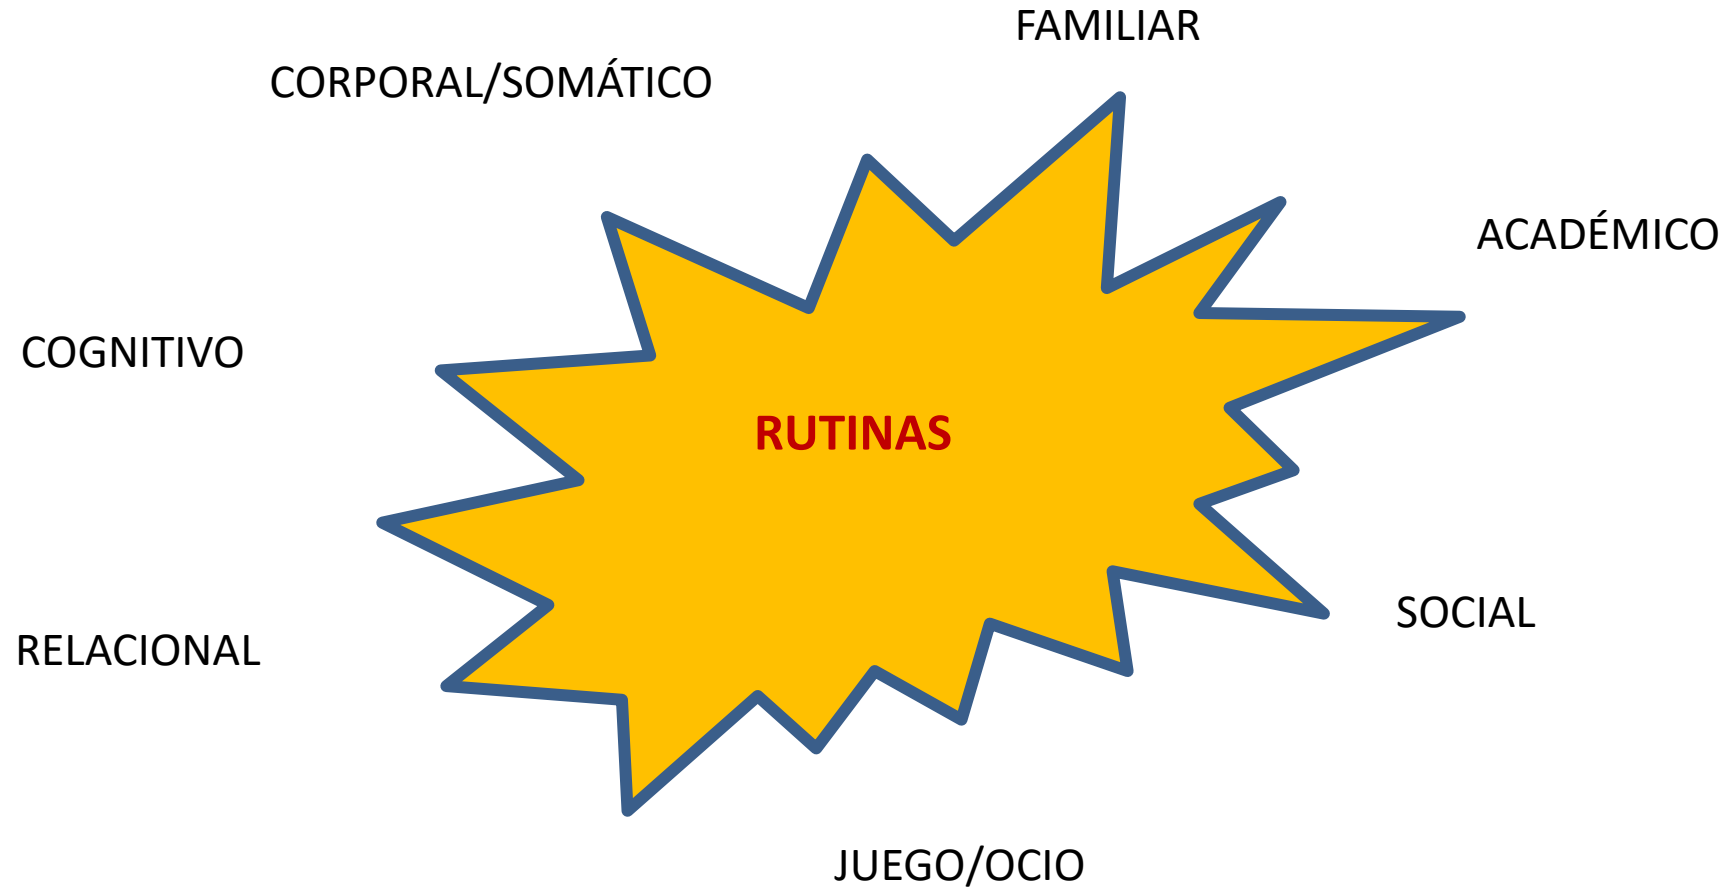 FAMILIAR
CORPORAL/SOMÁTICO
ACADÉMICO
COGNITIVO
RUTINAS
SOCIAL
RELACIONAL
JUEGO/OCIO